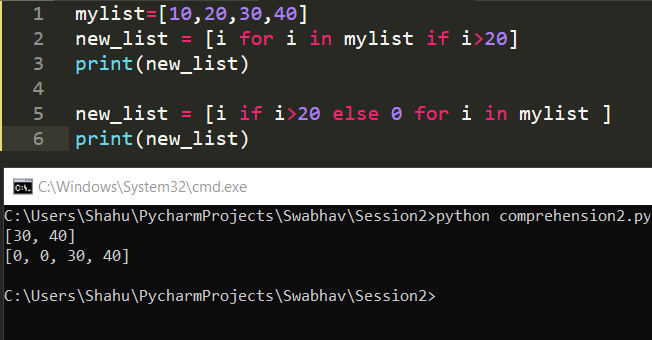 1 mylist=[10,20,30,40]
2 new_list = [i for i in mylist if i>20]
3 print(new_list)
4
5 new_list = [i if i>20 else 0 for i in mylist ]
6 print(new_list)
C:\Windows\System32\cmd.exe
C:\Users\Shahu\PycharmProjects\Swabhav\Session2>python comprehension2.py
[30, 40]
[0, 0, 30, 40]
C:\Users\Shahu\PycharmProjects\Swabhav\Session2>